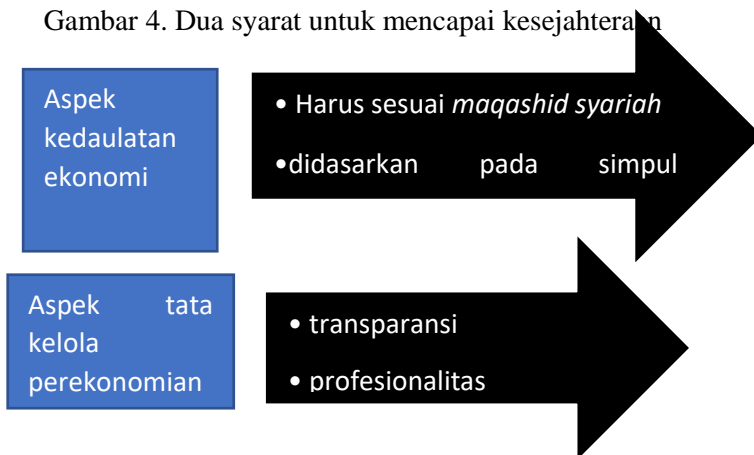 Gambar 4. Dua syarat untuk mencapai kesejahteraan
Aspek
kedaulatan
ekonomi
• Harus sesuai maqashid syariah
•didasarkan pada simpul
Aspek tata
kelola
perekonomian
• transparansi
• profesionalitas